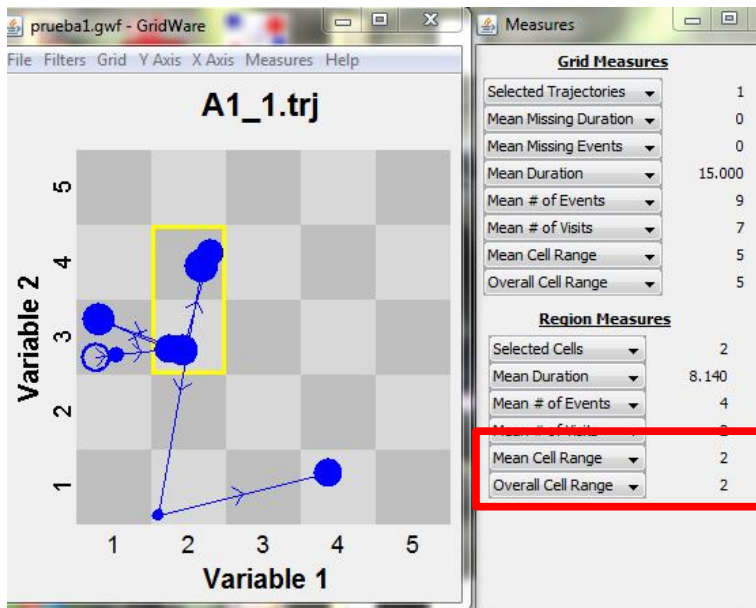 prueba1.gwf - GridWare
File Filters Grid Y Axis X Axis Measures Help
A1_1.trj
5
4
3
2
1
Variable 2
1 2 3 4 5
Variable 1
Measures
Grid Measures
Selected Trajectories 1
Mean Missing Duration 0
Mean Missing Events 0
Mean Duration 15.000
Mean # of Events 9
Mean # of Visits 7
Mean Cell Range 5
Overall Cell Range 5
Region Measures
Selected Cells 2
Mean Duration 8.140
Mean # of Events 4
Mean # of Visits
Mean Cell Range 2
Overall Cell Range 2